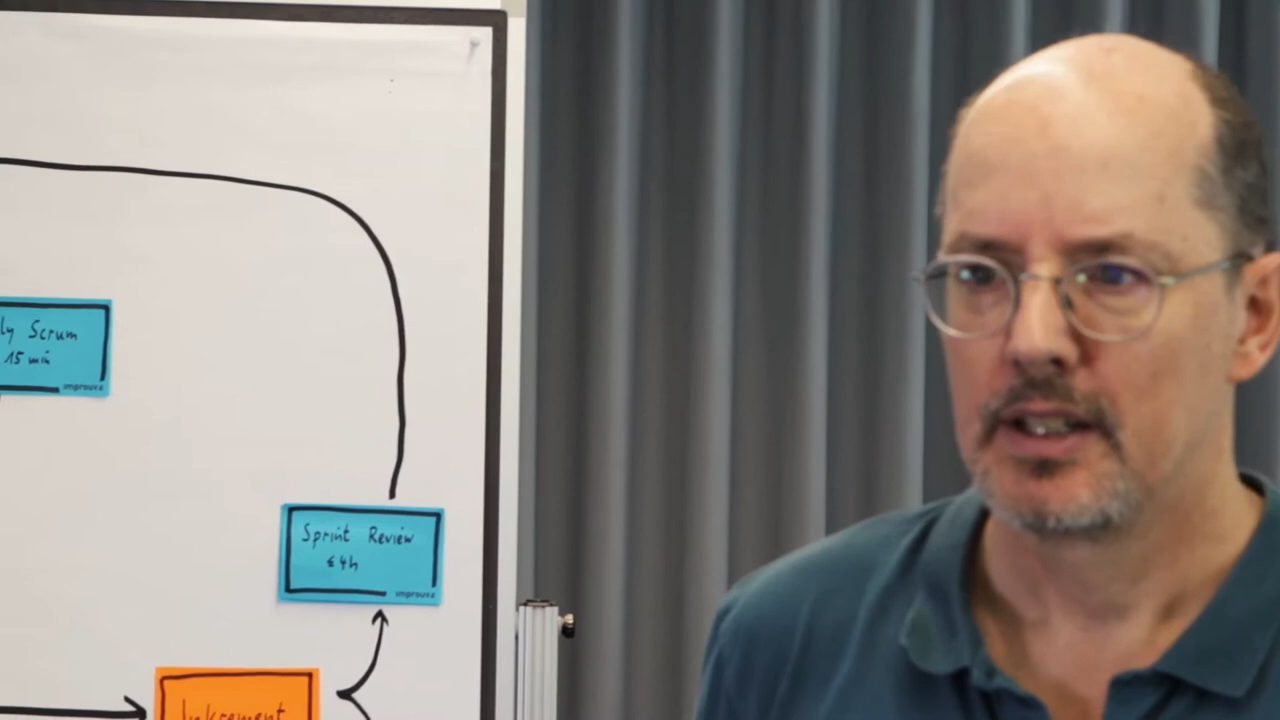 ly Scrum
15 min
improuv
Sprint Review
≤4h
improuv
Inkrement